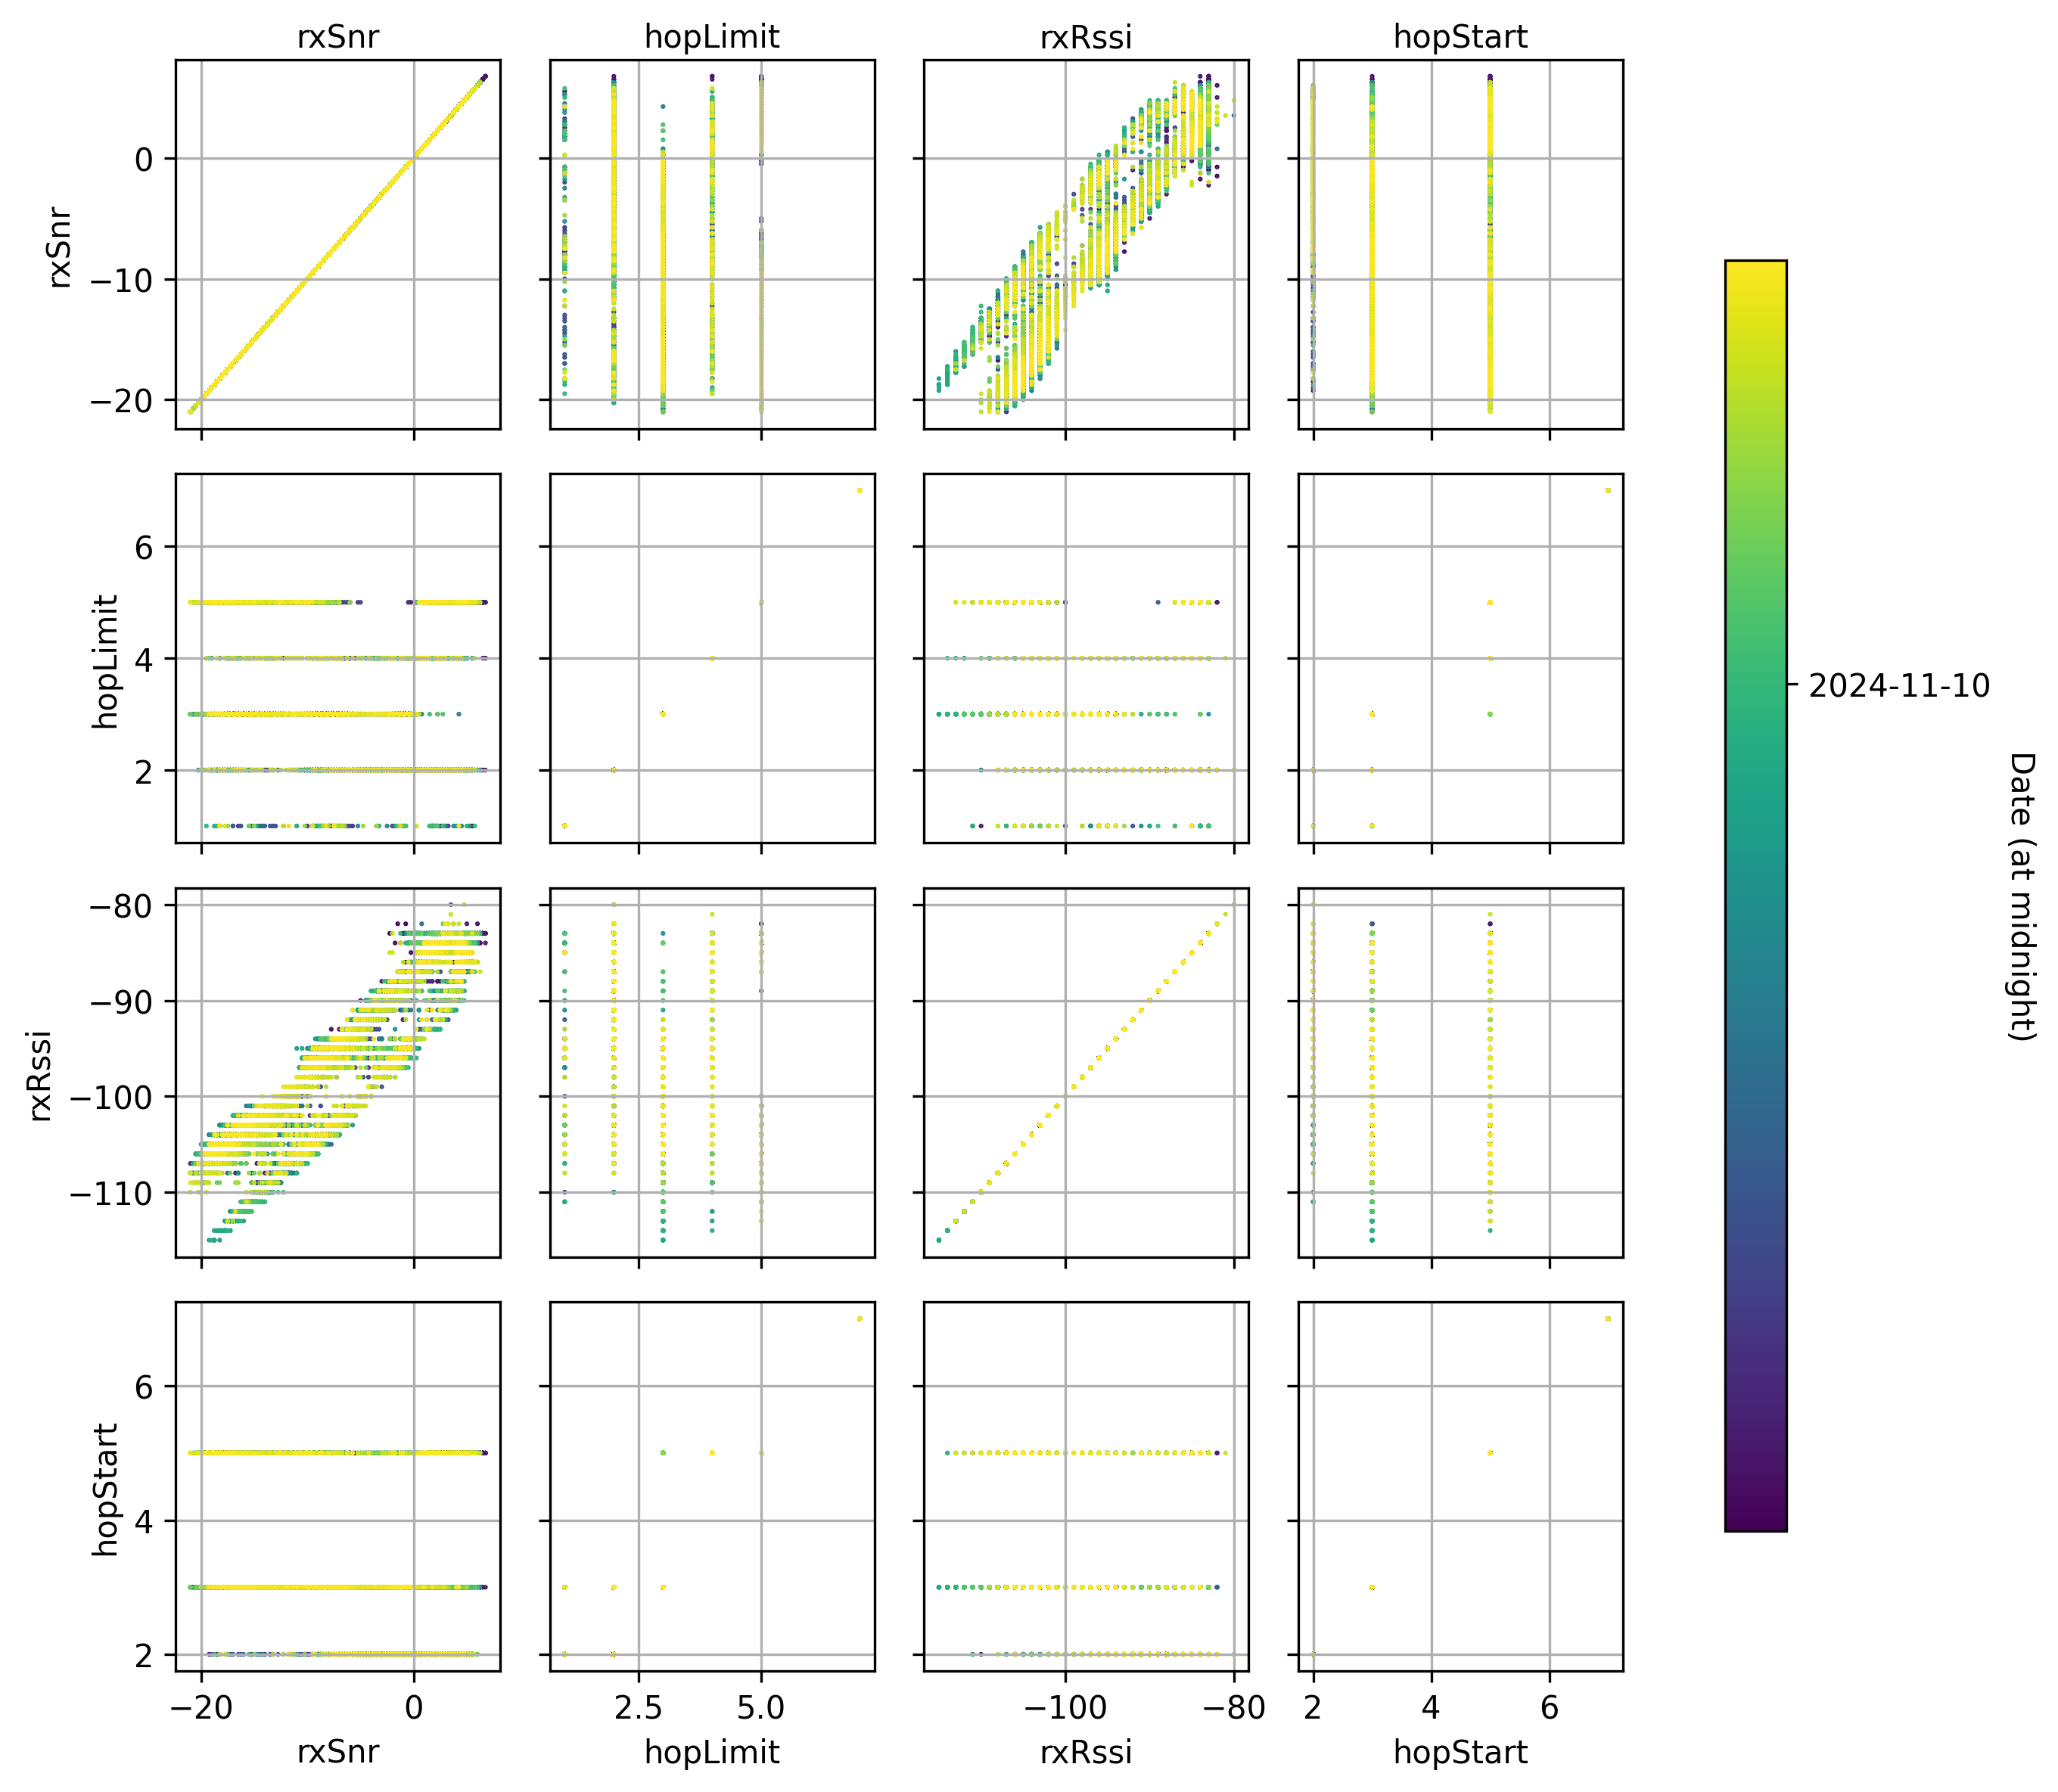 rxSnr hopLimit rxRssi hopStart
0
−10
−20
rxSnr
6
4
2
hopLimit
−80
−90
−100
−110
rxRssi
6
4
2
hopStart
−20 0 2.5 5.0 −100 −80 2 4 6
rxSnr hopLimit rxRssi hopStart
2024-11-10
Date (at midnight)